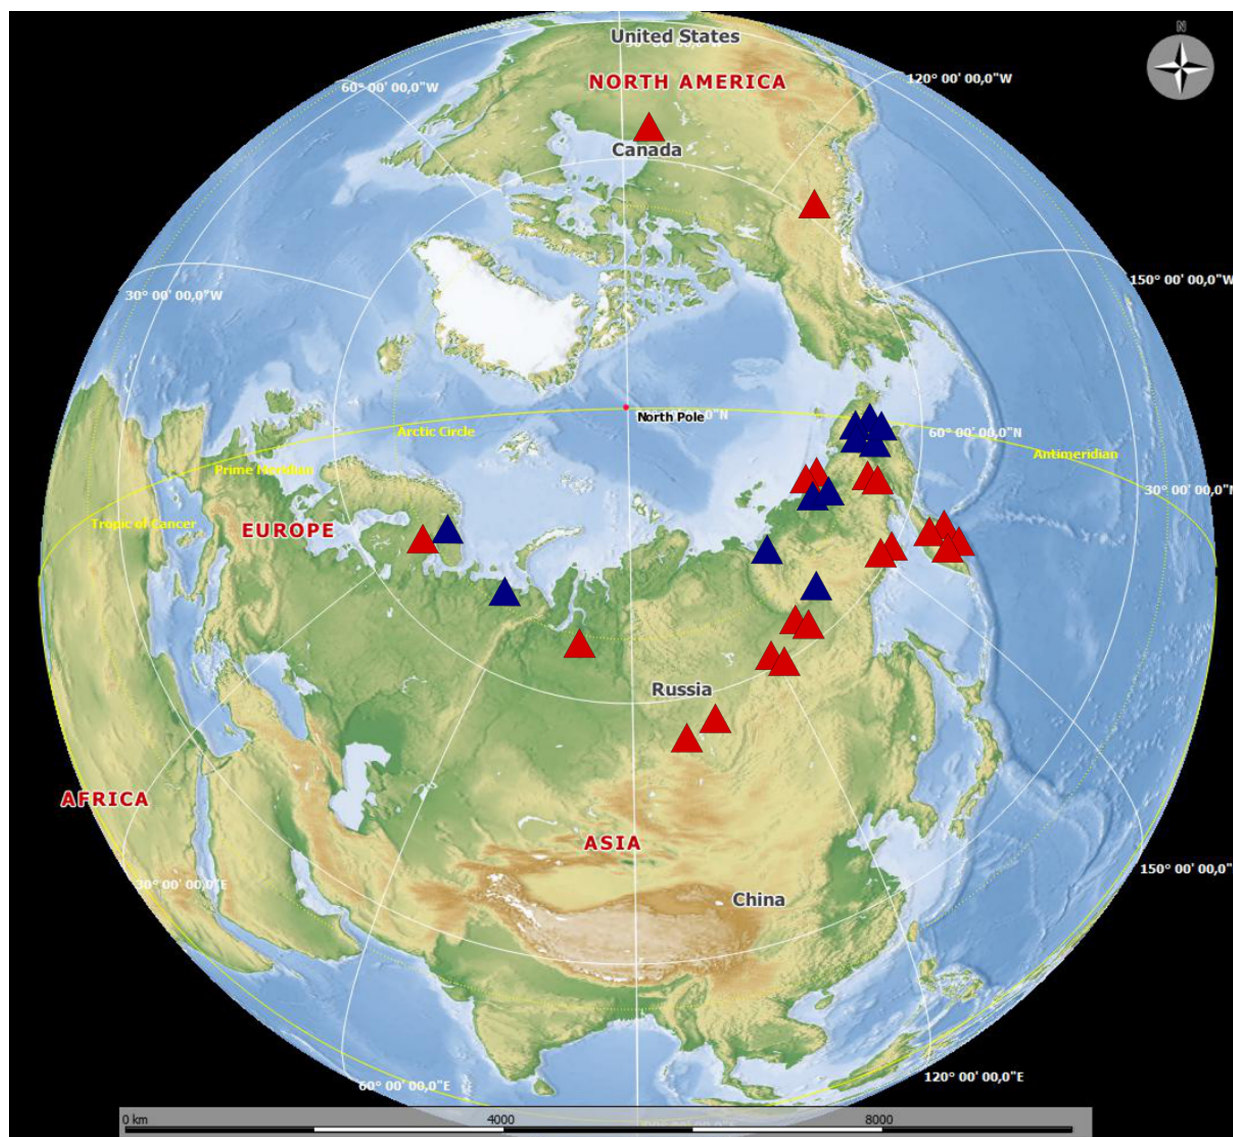 N
United States
NORTH AMERICA
120° 00' 00,0"W
60° 00' 00,0"W
Canada
150° 00' 00,0"W
30° 00' 00,0"W
North Pole
Arctic Circle
60° 00' 00,0"N
Antimeridian
Prime Meridian
30° 00' 00,0"N
Tropic of Cancer
EUROPE
Russia
AFRICA
ASIA
150° 00' 00,0"
30° 00' 00,0"E
China
120° 00' 00,0"E
60° 00' 00,0"E
0 km 4000 8000